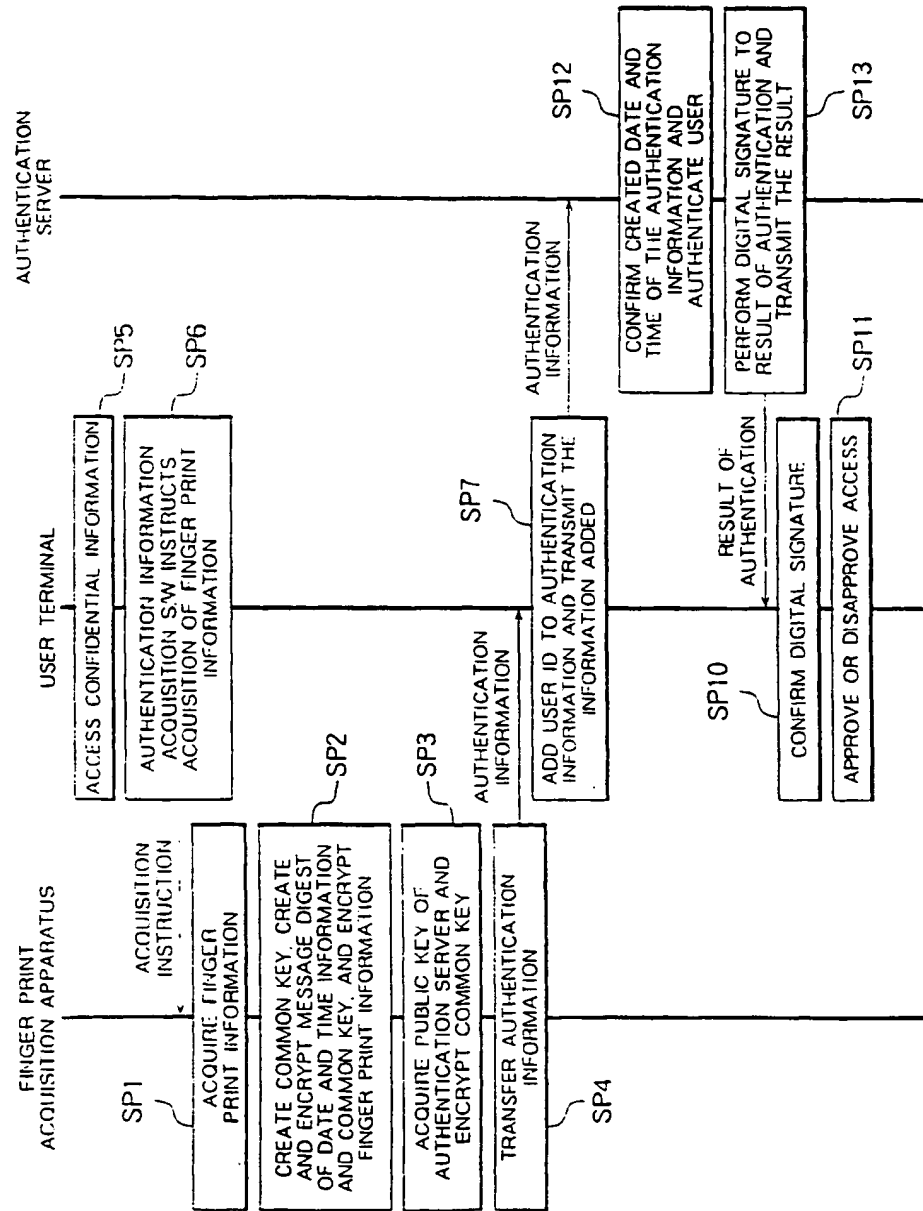 FINGER PRINT
ACQUISITION APPARATUS
USER TERMINAL
AUTHENTICATION
SERVER
ACCESS CONFIDENTIAL INFORMATION
SP5
AUTHENTICATION INFORMATION
ACQUISITION S/W INSTRUCTS
ACQUISITION OF FINGER PRINT
INFORMATION
SP6
ACQUISITION
INSTRUCTION
SP1
ACQUIRE FINGER
PRINT INFORMATION
CREATE COMMON KEY, CREATE
AND ENCRYPT MESSAGE DIGEST
OF DATE AND TIME INFORMATION
AND COMMON KEY, AND ENCRYPT
FINGER PRINT INFORMATION
SP2
ACQUIRE PUBLIC KEY OF
AUTHENTICATION SERVER AND
ENCRYPT COMMON KEY
SP3
TRANSFER AUTHENTICATION
INFORMATION
SP4
AUTHENTICATION
INFORMATION
ADD USER ID TO AUTHENTICATION
INFORMATION AND TRANSMIT THE
INFORMATION ADDED
SP7
AUTHENTICATION
INFORMATION
CONFIRM CREATED DATE AND
TIME OF THE AUTHENTICATION
INFORMATION AND
AUTHENTICATE USER
SP12
PERFORM DIGITAL SIGNATURE TO
RESULT OF AUTHENTICATION AND
TRANSMIT THE RESULT
SP13
RESULT OF
AUTHENTICATION
SP10
CONFIRM DIGITAL SIGNATURE
APPROVE OR DISAPPROVE ACCESS
SP11